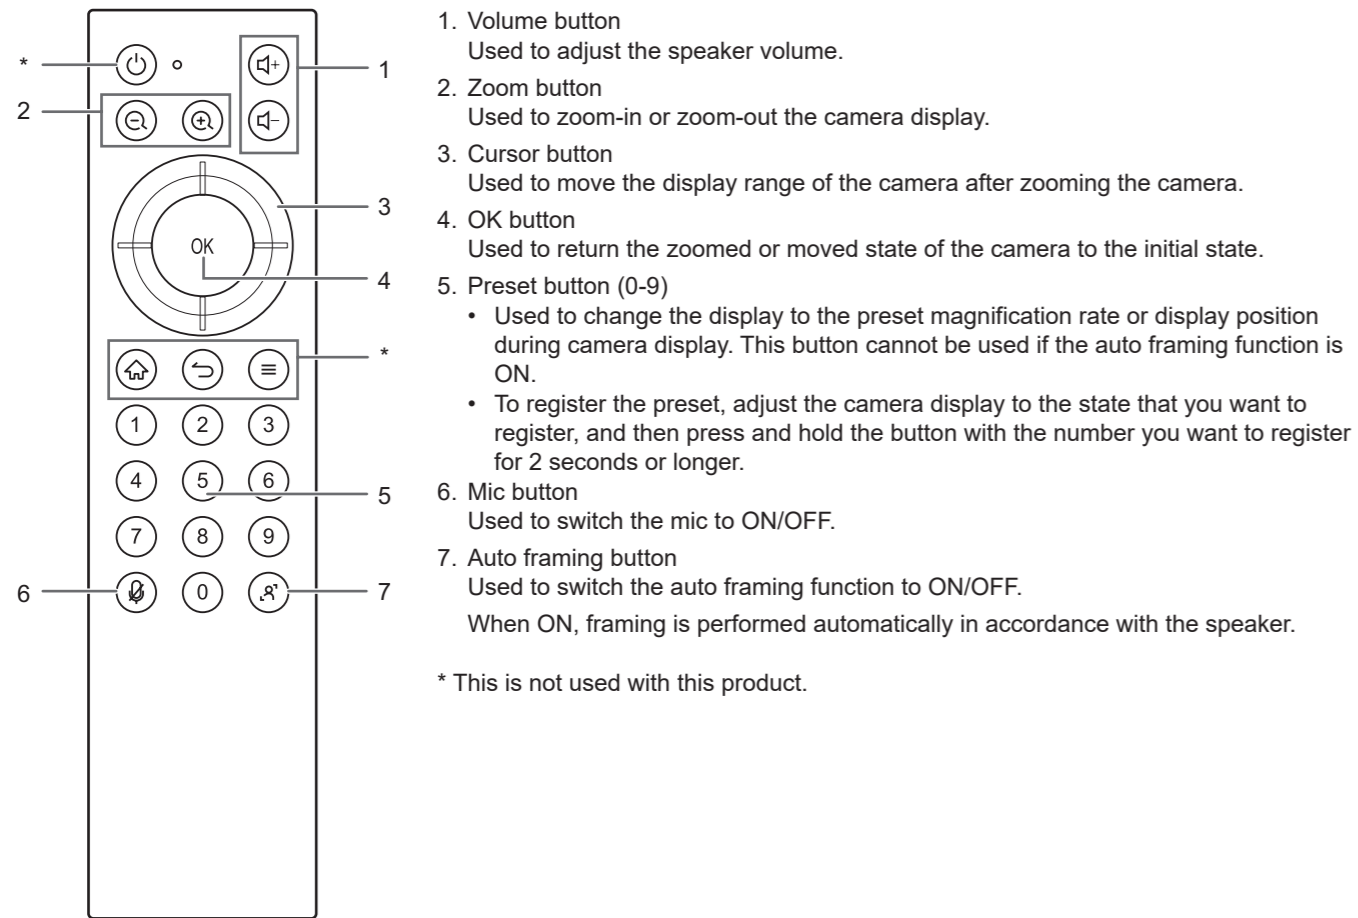 *
1
2
3
OK
4
*
1 2 3
4 5 6
5
7 8 9
6
0
7
1. Volume button
Used to adjust the speaker volume.
2. Zoom button
Used to zoom-in or zoom-out the camera display.
3. Cursor button
Used to move the display range of the camera after zooming the camera.
4. OK button
Used to return the zoomed or moved state of the camera to the initial state.
5. Preset button (0-9)
• Used to change the display to the preset magnification rate or display position
during camera display. This button cannot be used if the auto framing function is
ON.
• To register the preset, adjust the camera display to the state that you want to
register, and then press and hold the button with the number you want to register
for 2 seconds or longer.
6. Mic button
Used to switch the mic to ON/OFF.
7. Auto framing button
Used to switch the auto framing function to ON/OFF.
When ON, framing is performed automatically in accordance with the speaker.
* This is not used with this product.